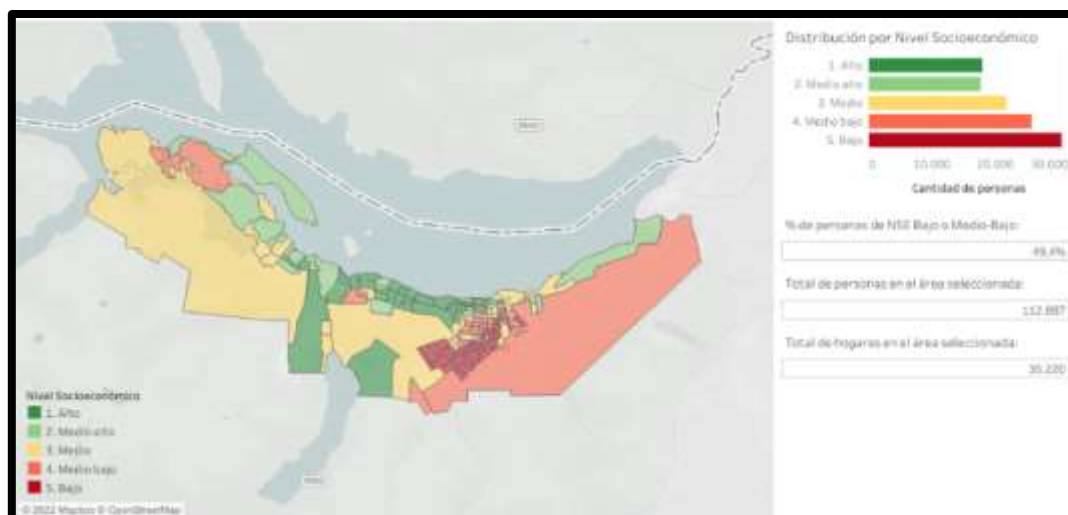 Distribución por Nivel Socioeconómico
1. Alto
2. Medio alto
3. Medio
4. Medio bajo
5. Bajo
0 10.000 20.000 30.000
Cantidad de personas
% de personas de NSE Bajo o Medio-Bajo:
49,4%
Total de personas en el área seleccionada:
112.887
Total de hogares en el área seleccionada:
Nivel Socioeconómico
1. Alto
2. Medio alto
3. Medio
4. Medio bajo
5. Bajo
© 2022 Mapbox © OpenStreetMap